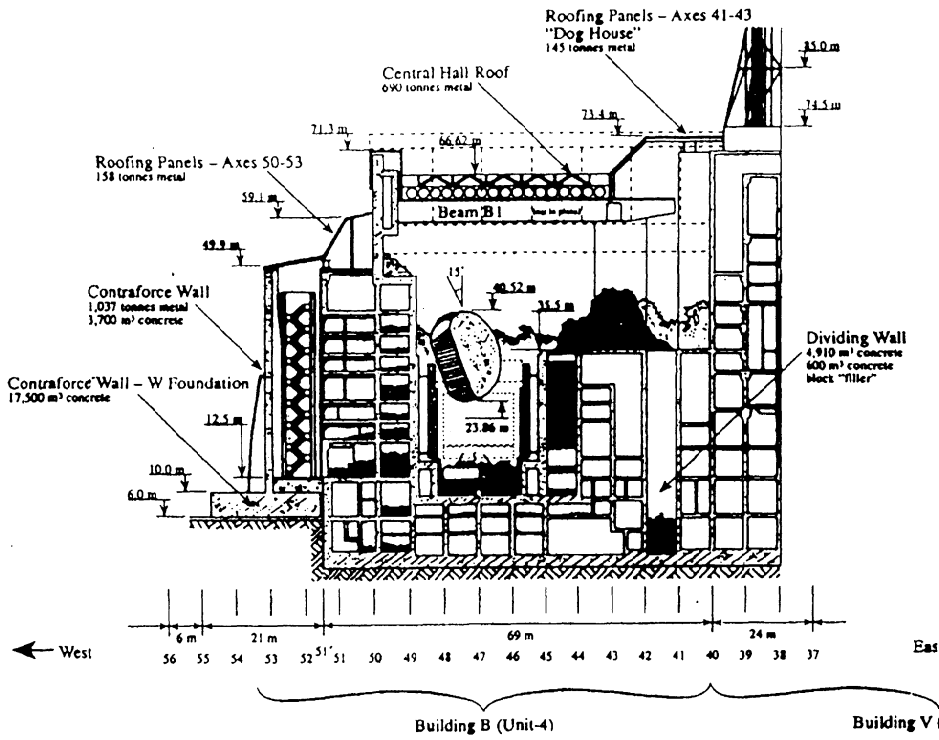 Roofing Panels – Axes 41-43
"Dog House"
145 tonnes metal
85.0 m
Central Hall Roof
690 tonnes metal
74.5 m
73.4 m
71.3 m
66.62 m
Roofing Panels – Axes 50-53
158 tonnes metal
59.1 m
Beam B1
49.9 m
15°
40.52 m
35.5 m
Contraforce Wall
1,037 tonnes metal
3,700 m³ concrete
Dividing Wall
4,910 m³ concrete
600 m³ concrete
block "filler"
Contraforce Wall – W Foundation
17,500 m³ concrete
12.5 m
23.86 m
10.0 m
6.0 m
6 m 21 m 69 m 24 m
West 56 55 54 53 52 51' 51 50 49 48 47 46 45 44 43 42 41 40 39 38 37 Eas
Building B (Unit-4) Building V (